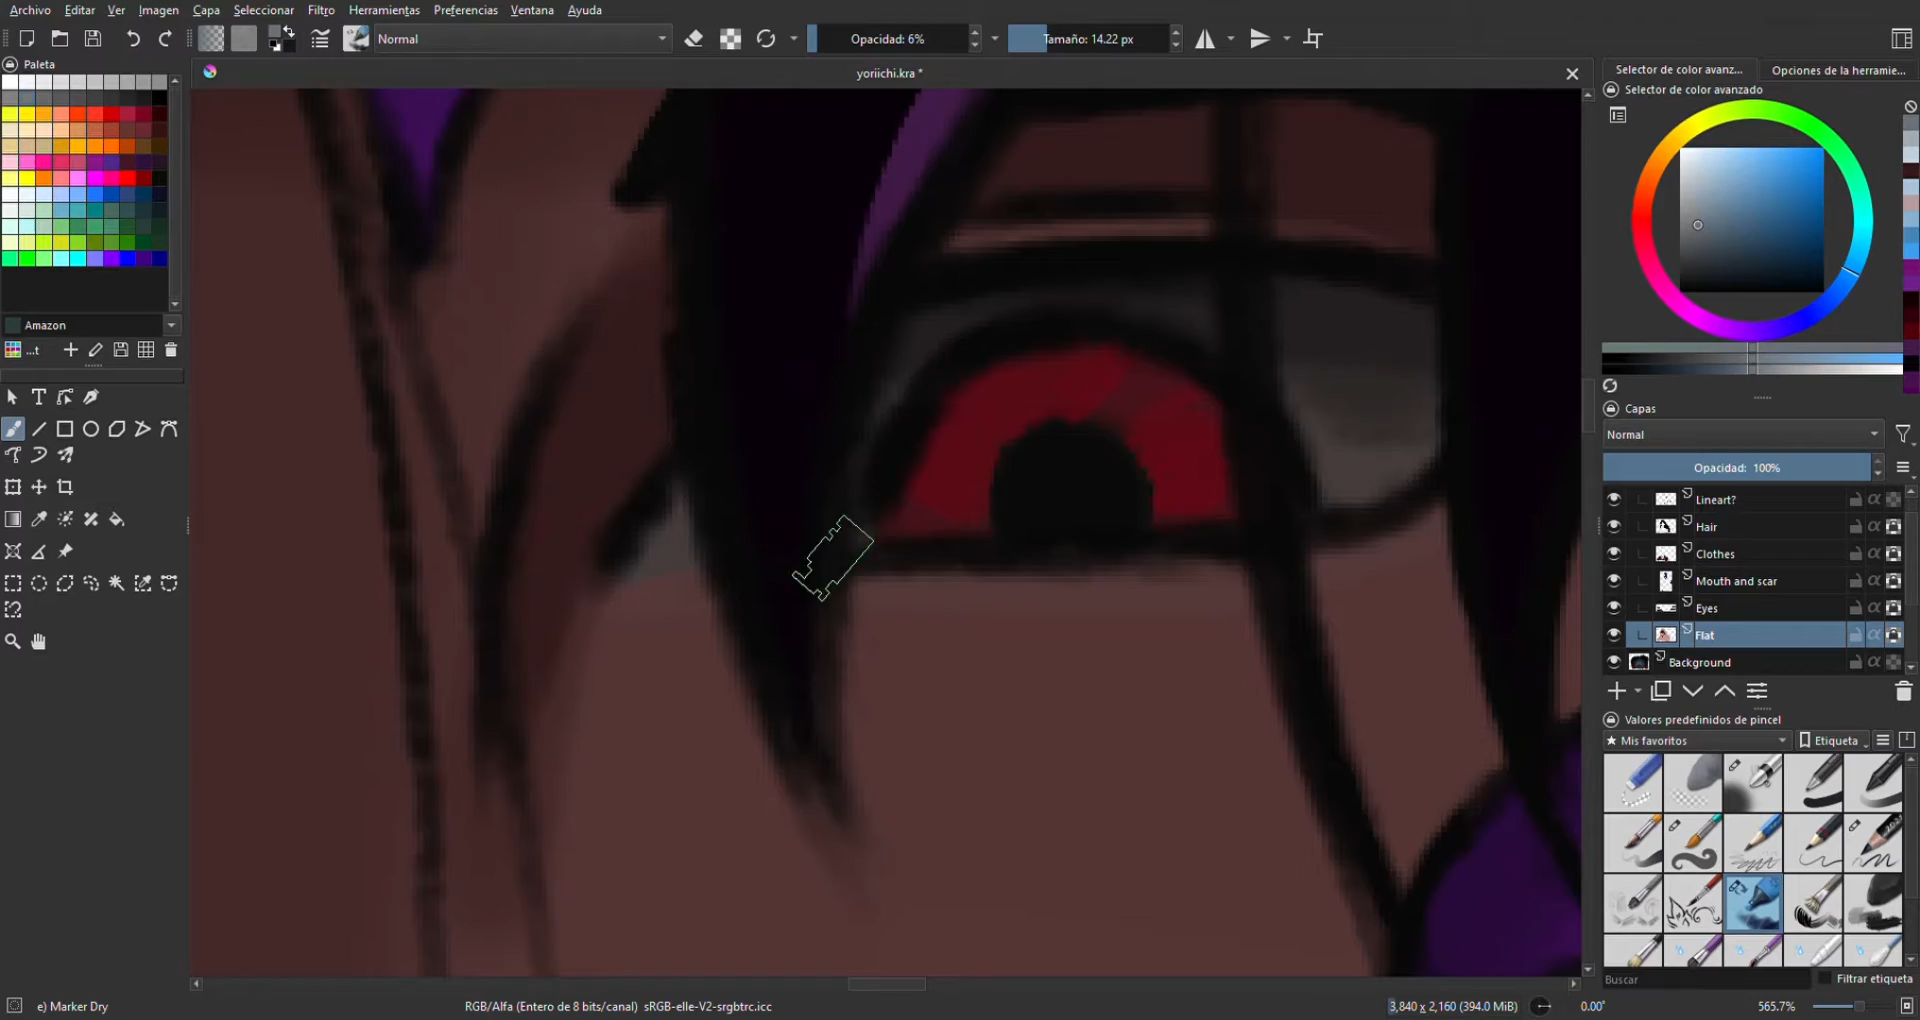 Archivo Editar Ver Imagen Capa Seleccionar Filtro Herramientas Preferencias Ventana Ayuda
Normal
Opacidad: 6%
Tamaño: 14.22 px
Paleta
yoriichi.kra *
Selector de color avanz...
Opciones de la herramie...
Selector de color avanzado
Amazon
...t
Capas
Normal
Opacidad: 100%
Lineart?
Hair
Clothes
Mouth and scar
Eyes
Flat
Background
Valores predefinidos de pincel
★ Mis favoritos
Etiqueta
Buscar
Filtrar etiqueta
e) Marker Dry
RGB/Alfa (Entero de 8 bits/canal) sRGB-elle-V2-srgbtrc.icc
3,840 x 2,160 (394.0 MiB)
0.00°
565.7%